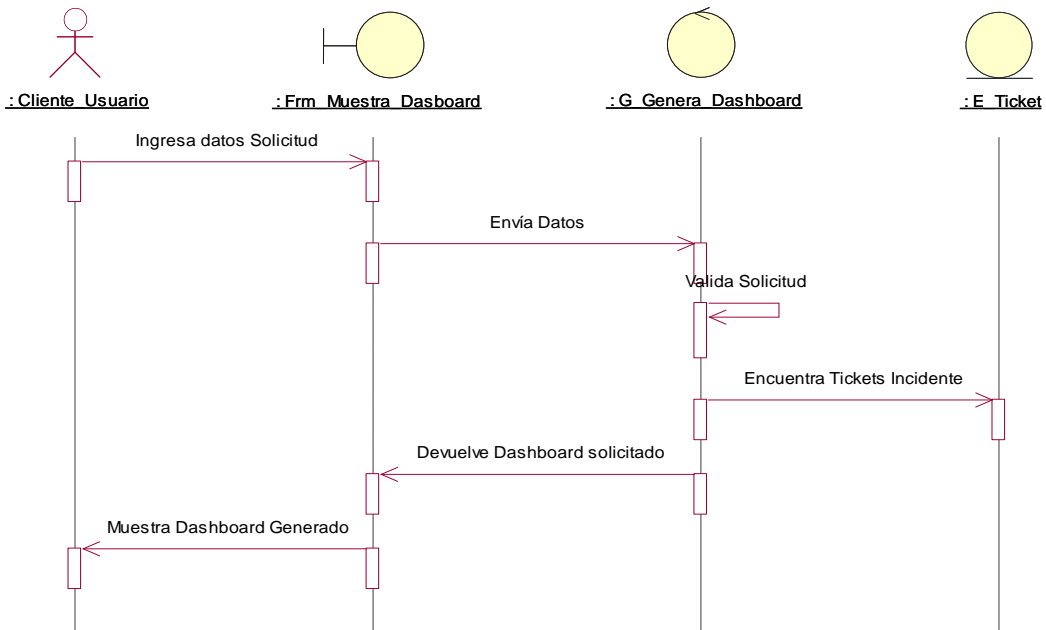 : Cliente_Usuario
: Frm_Muestra_Dasboard
: G_Genera_Dashboard
: E_Ticket
Ingresa datos Solicitud
Envía Datos
Valida Solicitud
Encuentra Tickets Incidente
Devuelve Dashboard solicitado
Muestra Dashboard Generado